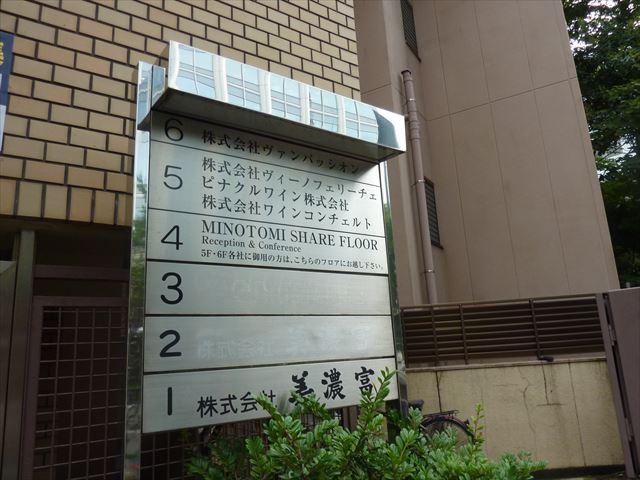 6 株式会社ヴァンパッシオン
5 株式会社ヴィーノフェリーチェ
ピナクルワイン株式会社
株式会社ワインコンチェルト
4 MINOTOMI SHARE FLOOR
Reception & Conference
5F・6F各社に御用の方は、こちらのフロアにお越し下さい。
3
2
1 株式会社 美濃富